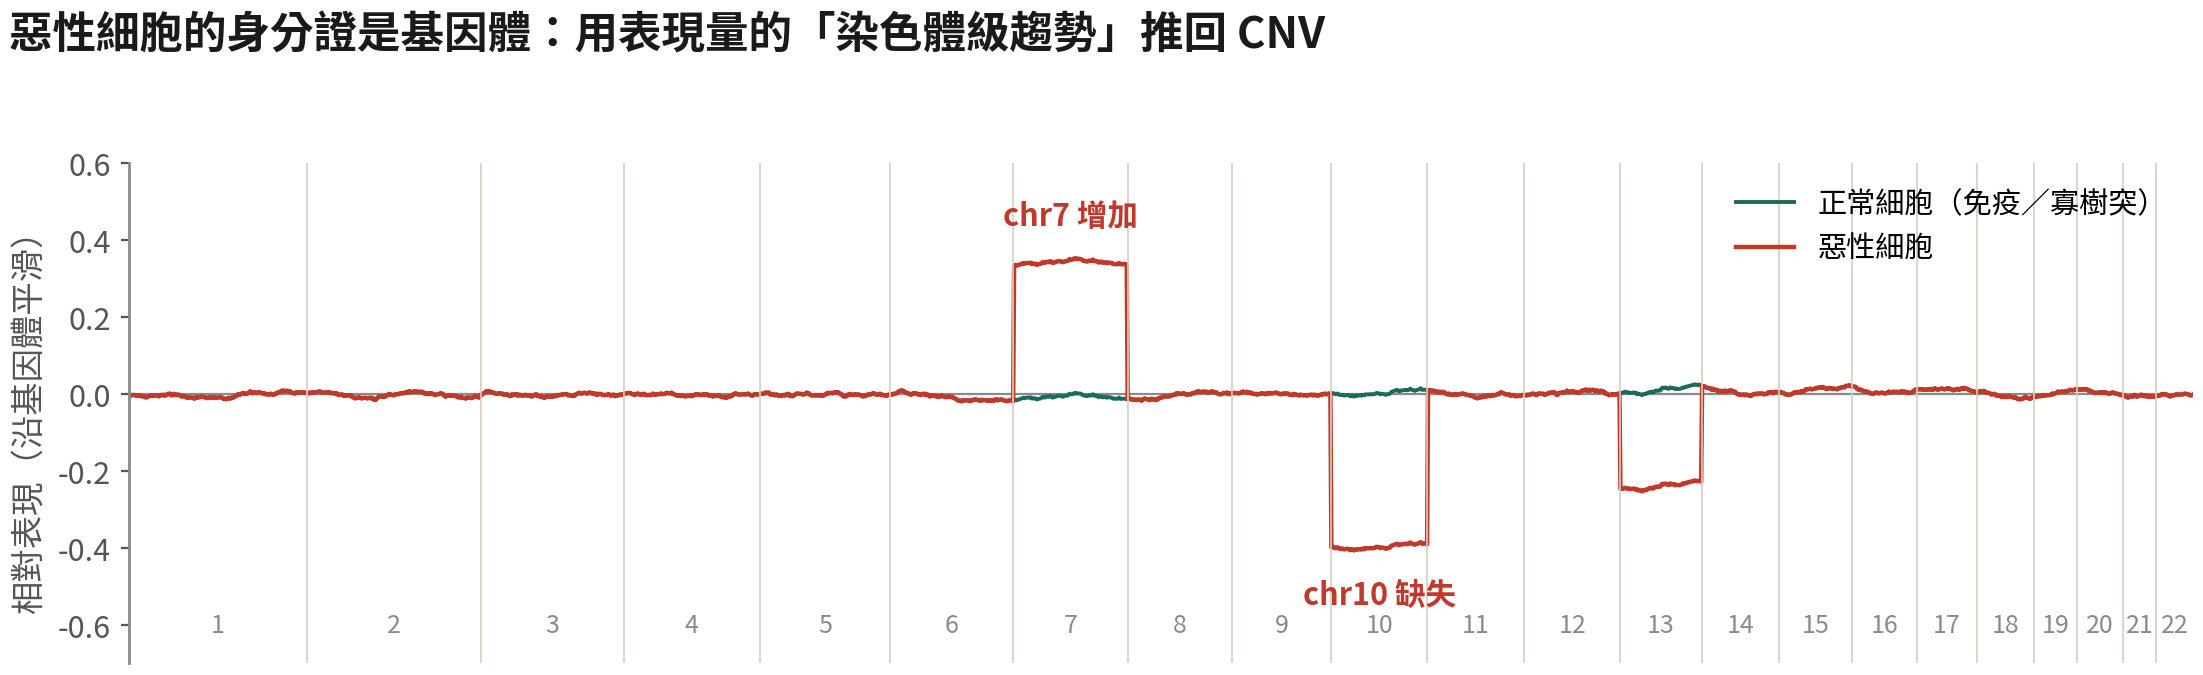 惡性細胞的身分證是基因體：用表現量的「染色體級趨勢」推回 CNV
相對表現（沿基因體平滑）
0.6
0.4
0.2
0.0
-0.2
-0.4
-0.6
chr7 增加
chr10 缺失
正常細胞（免疫／寡樹突）
惡性細胞
1 2 3 4 5 6 7 8 9 10 11 12 13 14 15 16 17 18 19 20 21 22